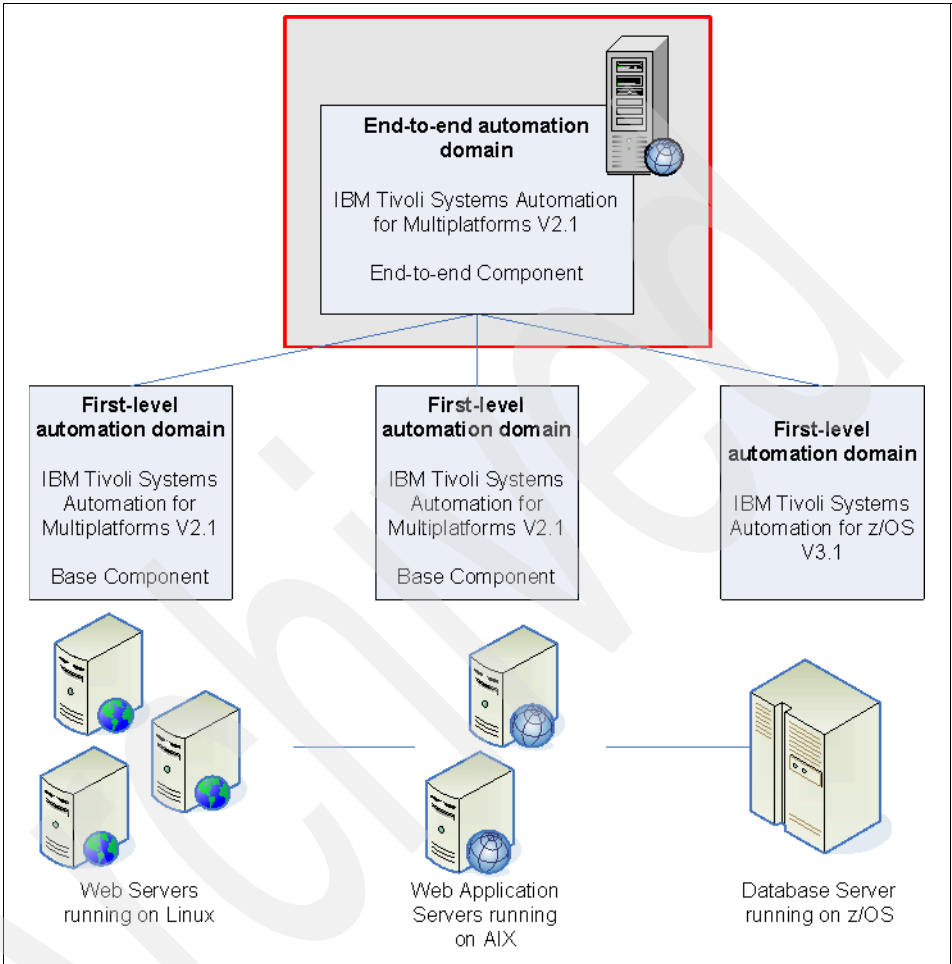 End-to-end automation
domain
IBM Tivoli Systems Automation
for Multiplatforms V2.1
End-to-end Component
First-level
automation domain
IBM Tivoli Systems
Automation for
Multiplatforms V2.1
Base Component
First-level
automation domain
IBM Tivoli Systems
Automation for
Multiplatforms V2.1
Base Component
First-level
automation domain
IBM Tivoli Systems
Automation for z/OS
V3.1
Web Servers
running on Linux
Web Application
Servers running
on AIX
Database Server
running on z/OS
Archived